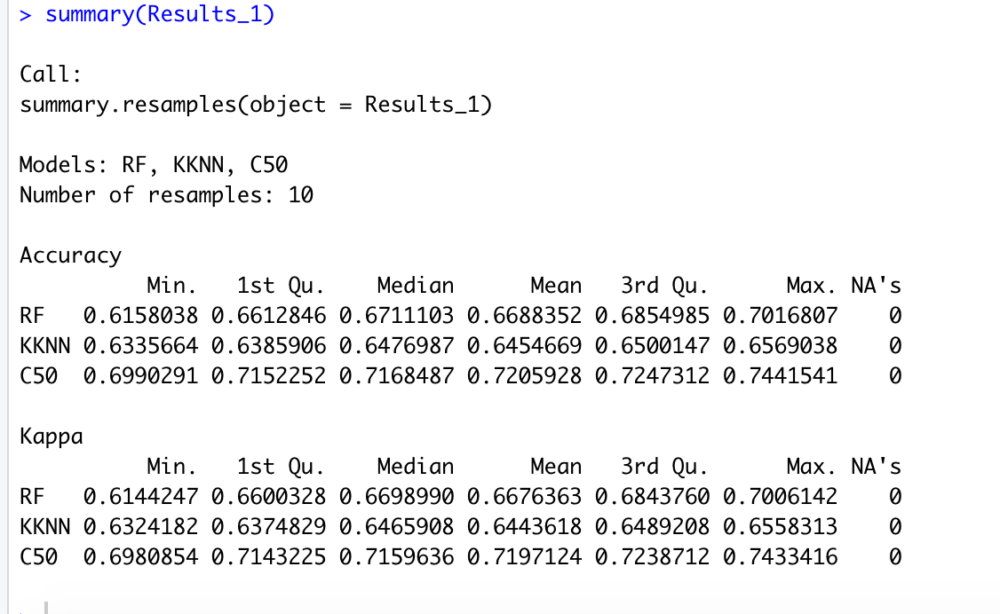 > summary(Results_1)
Call:
summary.resamples(object = Results_1)
Models: RF, KKNN, C50
Number of resamples: 10
Accuracy
Min. 1st Qu. Median Mean 3rd Qu. Max. NA's
RF 0.6158038 0.6612846 0.6711103 0.6688352 0.6854985 0.7016807 0
KKNN 0.6335664 0.6385906 0.6476987 0.6454669 0.6500147 0.6569038 0
C50 0.6990291 0.7152252 0.7168487 0.7205928 0.7247312 0.7441541 0
Kappa
Min. 1st Qu. Median Mean 3rd Qu. Max. NA's
RF 0.6144247 0.6600328 0.6698990 0.6676363 0.6843760 0.7006142 0
KKNN 0.6324182 0.6374829 0.6465908 0.6443618 0.6489208 0.6558313 0
C50 0.6980854 0.7143225 0.7159636 0.7197124 0.7238712 0.7433416 0